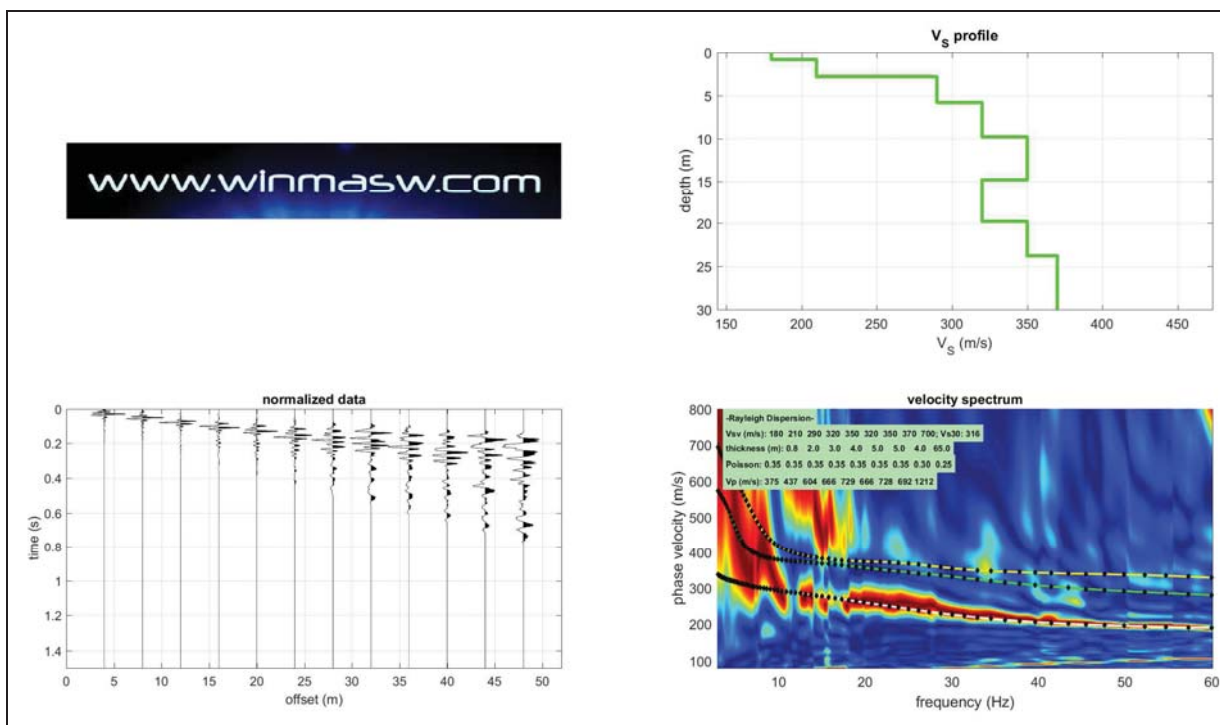 www.winmasw.com
V_S profile
0
5
10
15
20
25
30
depth (m)
150 200 250 300 350 400 450
V_S (m/s)
normalized data
0
0.2
0.4
0.6
0.8
1
1.2
1.4
time (s)
0 5 10 15 20 25 30 35 40 45 50
offset (m)
velocity spectrum
800
700
600
500
400
300
200
100
phase velocity (m/s)
-Rayleigh Dispersion-
Vsv (m/s): 180 210 290 320 350 320 350 370 700; Vs30: 316
thickness (m): 0.8 2.0 3.0 4.0 5.0 5.0 4.0 65.0
Poisson: 0.35 0.35 0.35 0.35 0.35 0.35 0.35 0.30 0.25
Vp (m/s): 375 437 604 666 729 666 728 692 1212
10 20 30 40 50 60
frequency (Hz)